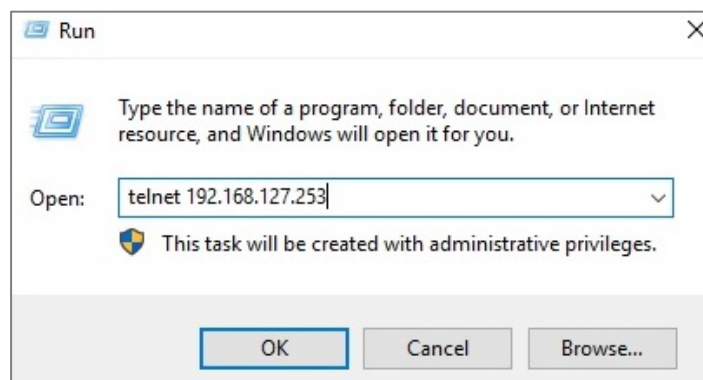 Run
Type the name of a program, folder, document, or Internet
resource, and Windows will open it for you.
Open:
telnet 192.168.127.253
This task will be created with administrative privileges.
OK
Cancel
Browse...